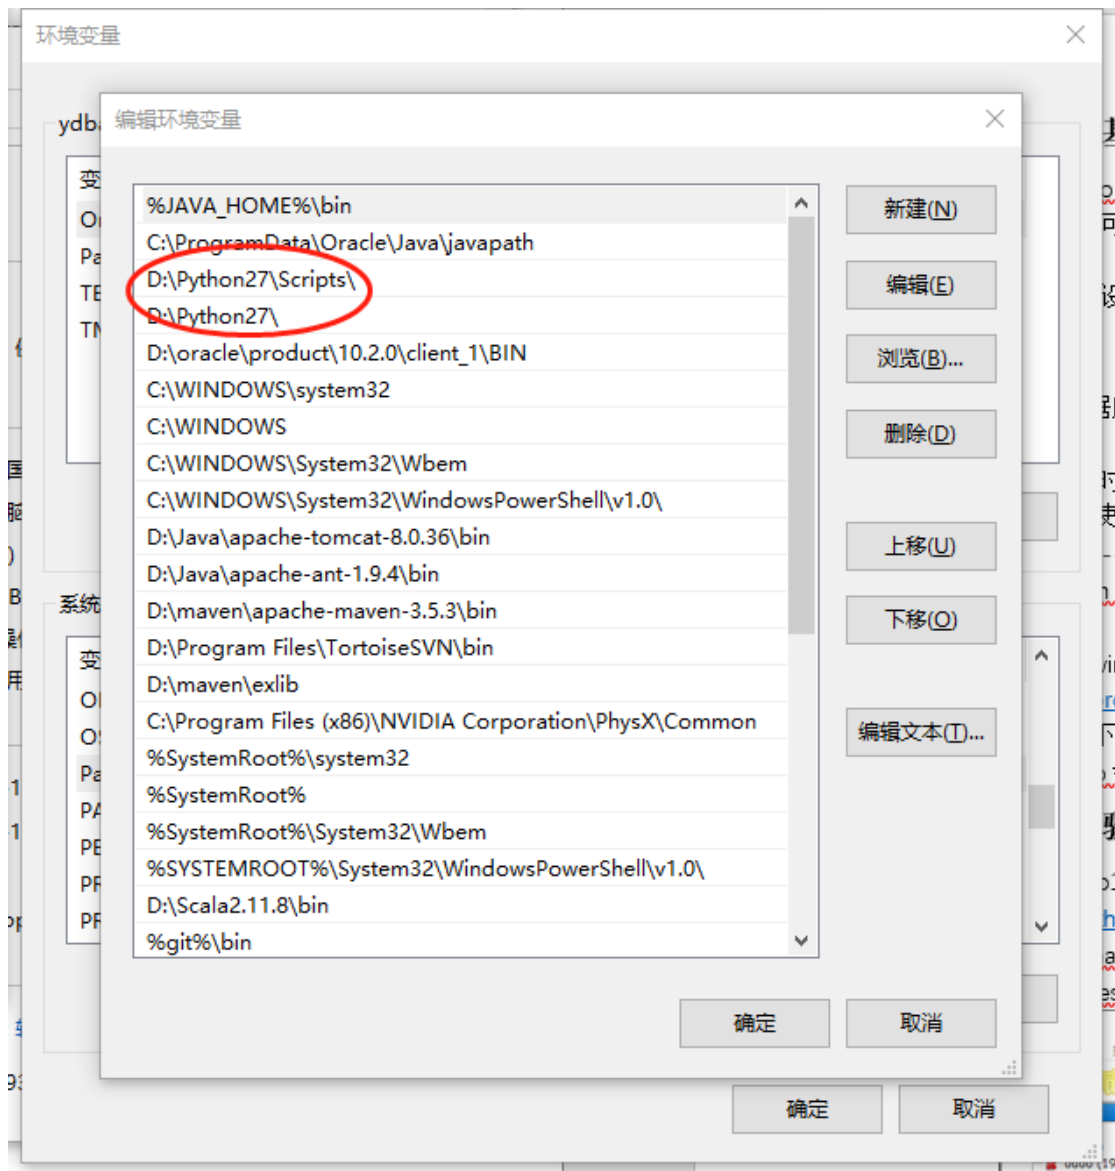 环境变量
编辑环境变量
%JAVA_HOME%\bin
C:\ProgramData\Oracle\Java\javapath
D:\Python27\Scripts\
D:\Python27\
D:\oracle\product\10.2.0\client_1\BIN
C:\WINDOWS\system32
C:\WINDOWS
C:\WINDOWS\System32\Wbem
C:\WINDOWS\System32\WindowsPowerShell\v1.0\
D:\Java\apache-tomcat-8.0.36\bin
D:\Java\apache-ant-1.9.4\bin
D:\maven\apache-maven-3.5.3\bin
D:\Program Files\TortoiseSVN\bin
D:\maven\exlib
C:\Program Files (x86)\NVIDIA Corporation\PhysX\Common
%SystemRoot%\system32
%SystemRoot%
%SystemRoot%\System32\Wbem
%SYSTEMROOT%\System32\WindowsPowerShell\v1.0\
D:\Scala2.11.8\bin
%git%\bin
新建(N)
编辑(E)
浏览(B)...
删除(D)
上移(U)
下移(O)
编辑文本(T)...
确定
取消
系统
确定
取消